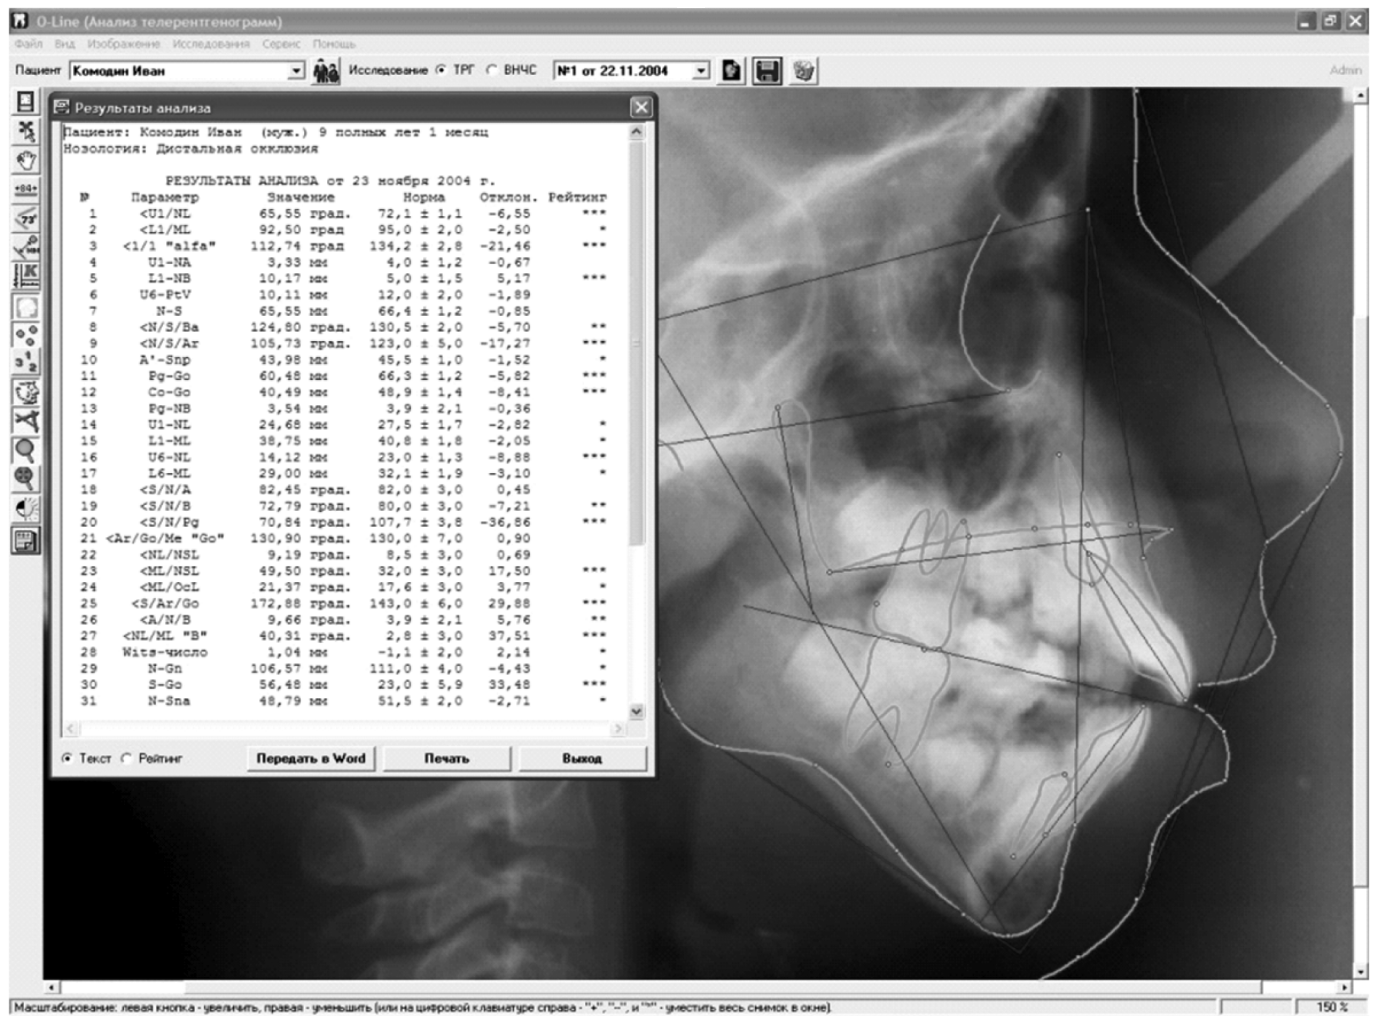 O-Line (Анализ телерентгенограмм)
Файл Вид Изображение Исследования Сервис Помощь
Пациент Комодин Иван Исследование ТРГ ВНЧС №1 от 22.11.2004 Admin
Результаты анализа
Пациент: Комодин Иван (муж.) 9 полных лет 1 месяц
Нозология: Дистальная окклюзия
РЕЗУЛЬТАТЫ АНАЛИЗА от 23 ноября 2004 г.
№ Параметр Значение Норма Отклон. Рейтинг
1 <U1/NL 65,55 град. 72,1 ± 1,1 -6,55 ***
2 <L1/ML 92,50 град 95,0 ± 2,0 -2,50 *
3 <1/1 "alfa" 112,74 град 134,2 ± 2,8 -21,46 ***
4 U1-NA 3,33 мм 4,0 ± 1,2 -0,67
5 L1-NB 10,17 мм 5,0 ± 1,5 5,17 ***
6 U6-PtV 10,11 мм 12,0 ± 2,0 -1,89
7 N-S 65,55 мм 66,4 ± 1,2 -0,85
8 <N/S/Ba 124,80 град. 130,5 ± 2,0 -5,70 **
9 <N/S/Ar 105,73 град. 123,0 ± 5,0 -17,27 ***
10 A'-Snp 43,98 мм 45,5 ± 1,0 -1,52 *
11 Pg-Go 60,48 мм 66,3 ± 1,2 -5,82 ***
12 Co-Go 40,49 мм 48,9 ± 1,4 -8,41 ***
13 Pg-NB 3,54 мм 3,9 ± 2,1 -0,36
14 U1-NL 24,68 мм 27,5 ± 1,7 -2,82 *
15 L1-ML 38,75 мм 40,8 ± 1,8 -2,05 *
16 U6-NL 14,12 мм 23,0 ± 1,3 -8,88 ***
17 L6-ML 29,00 мм 32,1 ± 1,9 -3,10 *
18 <S/N/A 82,45 град. 82,0 ± 3,0 0,45
19 <S/N/B 72,79 град. 80,0 ± 3,0 -7,21 **
20 <S/N/Pg 70,84 град. 107,7 ± 3,8 -36,86 ***
21 <Ar/Go/Me "Go" 130,90 град. 130,0 ± 7,0 0,90
22 <NL/NSL 9,19 град. 8,5 ± 3,0 0,69
23 <ML/NSL 49,50 град. 32,0 ± 3,0 17,50 ***
24 <ML/OcL 21,37 град. 17,6 ± 3,0 3,77 *
25 <S/Ar/Go 172,88 град. 143,0 ± 6,0 29,88 ***
26 <A/N/B 9,66 град. 3,9 ± 2,1 5,76 **
27 <NL/ML "B" 40,31 град. 2,8 ± 3,0 37,51 ***
28 Wits-число 1,04 мм -1,1 ± 2,0 2,14 *
29 N-Gn 106,57 мм 111,0 ± 4,0 -4,43 *
30 S-Go 56,48 мм 23,0 ± 5,9 33,48 ***
31 N-Sna 48,79 мм 51,5 ± 2,0 -2,71 *
Текст Рейтинг Передать в Word Печать Выход
Масштабирование: левая кнопка - увеличить, правая - уменьшить (или на цифровой клавиатуре справа - "+", "-", и "*" - уместить весь снимок в окне). 150 %